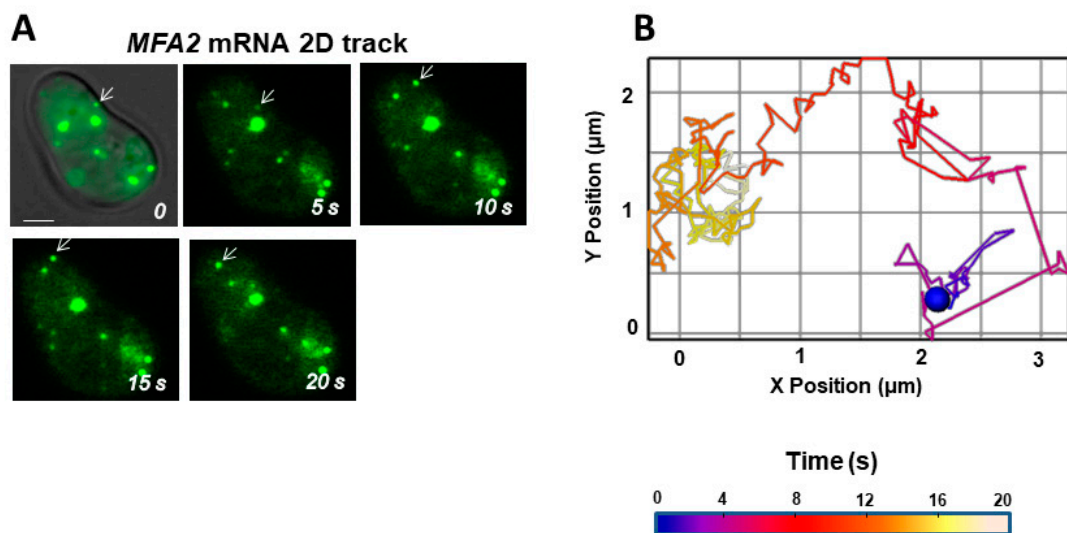 A
MFA2 mRNA 2D track
0
5 s
10 s
15 s
20 s
B
Y Position (µm)
2
1
0
0 1 2 3
X Position (µm)
Time (s)
0 4 8 12 16 20